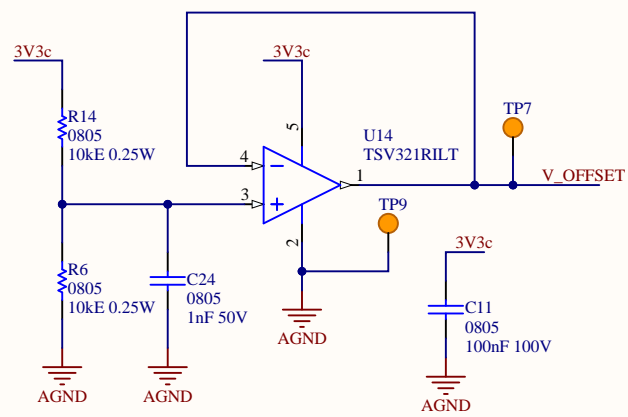 3V3c
R14
0805
10kE 0.25W
R6
0805
10kE 0.25W
AGND
C24
0805
1nF 50V
AGND
3V3c
5
4
3
2
1
U14
TSV321RILT
AGND
TP9
TP7
V_OFFSET
3V3c
C11
0805
100nF 100V
AGND